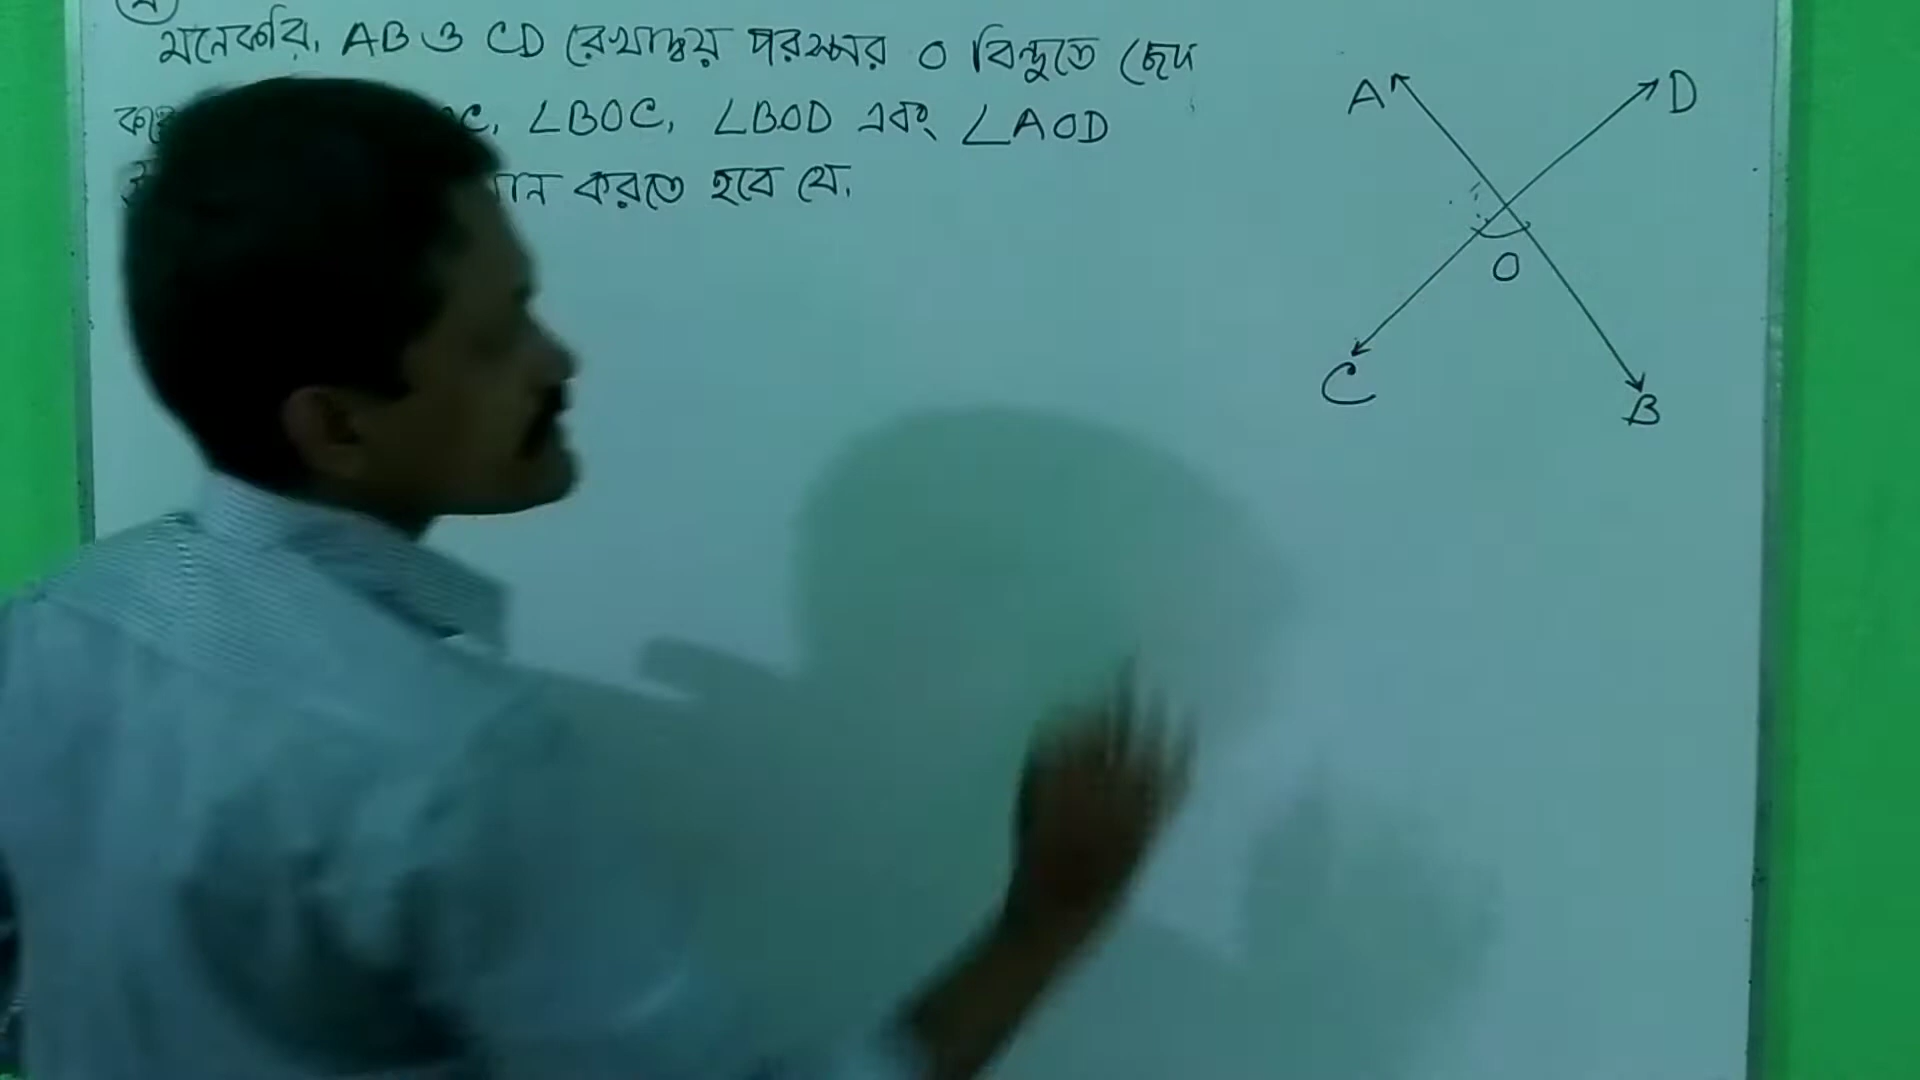 মনেকরি, AB ও CD রেখাদ্বয় পরস্পর O বিন্দুতে ছেদ
∠BOC, ∠BOD এবং ∠AOD
করতে হবে যে,
A
D
O
C
B